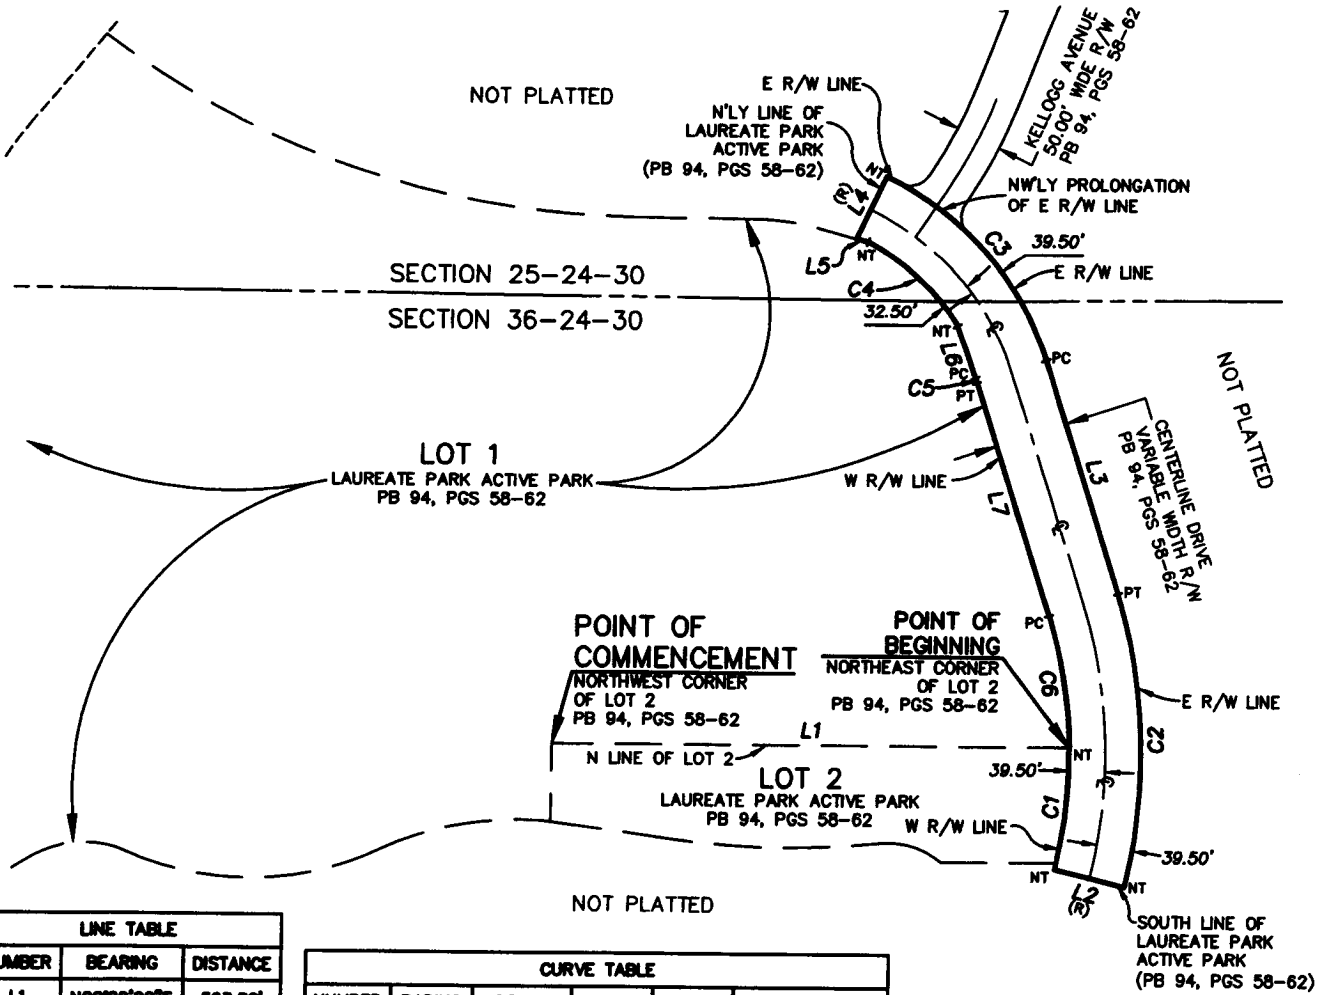 NOT PLATTED
E R/W LINE
N'LY LINE OF
LAUREATE PARK
ACTIVE PARK
(PB 94, PGS 58-62)
KELLOGG AVENUE
50.00' WIDE R/W
PB 94, PGS 58-62
NT
L4
(R)
NW'LY PROLONGATION
OF E R/W LINE
C3
39.50'
E R/W LINE
L5
NT
C4
32.50'
SECTION 25-24-30
SECTION 36-24-30
NT
L6
PC
C5
PT
PC
NOT PLATTED
LOT 1
LAUREATE PARK ACTIVE PARK
PB 94, PGS 58-62
W R/W LINE
L7
L3
CENTERLINE DRIVE
VARIABLE WIDTH R/W
PB 94, PGS 58-62
PT
PC
POINT OF
COMMENCEMENT
NORTHWEST CORNER
OF LOT 2
PB 94, PGS 58-62
POINT OF
BEGINNING
NORTHEAST CORNER
OF LOT 2
PB 94, PGS 58-62
C6
E R/W LINE
C2
L1
N LINE OF LOT 2
NT
39.50'
LOT 2
LAUREATE PARK ACTIVE PARK
PB 94, PGS 58-62
C1
W R/W LINE
39.50'
NT
L2
(R)
NT
NOT PLATTED
SOUTH LINE OF
LAUREATE PARK
ACTIVE PARK
(PB 94, PGS 58-62)
LINE TABLE
UMBER BEARING DISTANCE
CURVE TABLE